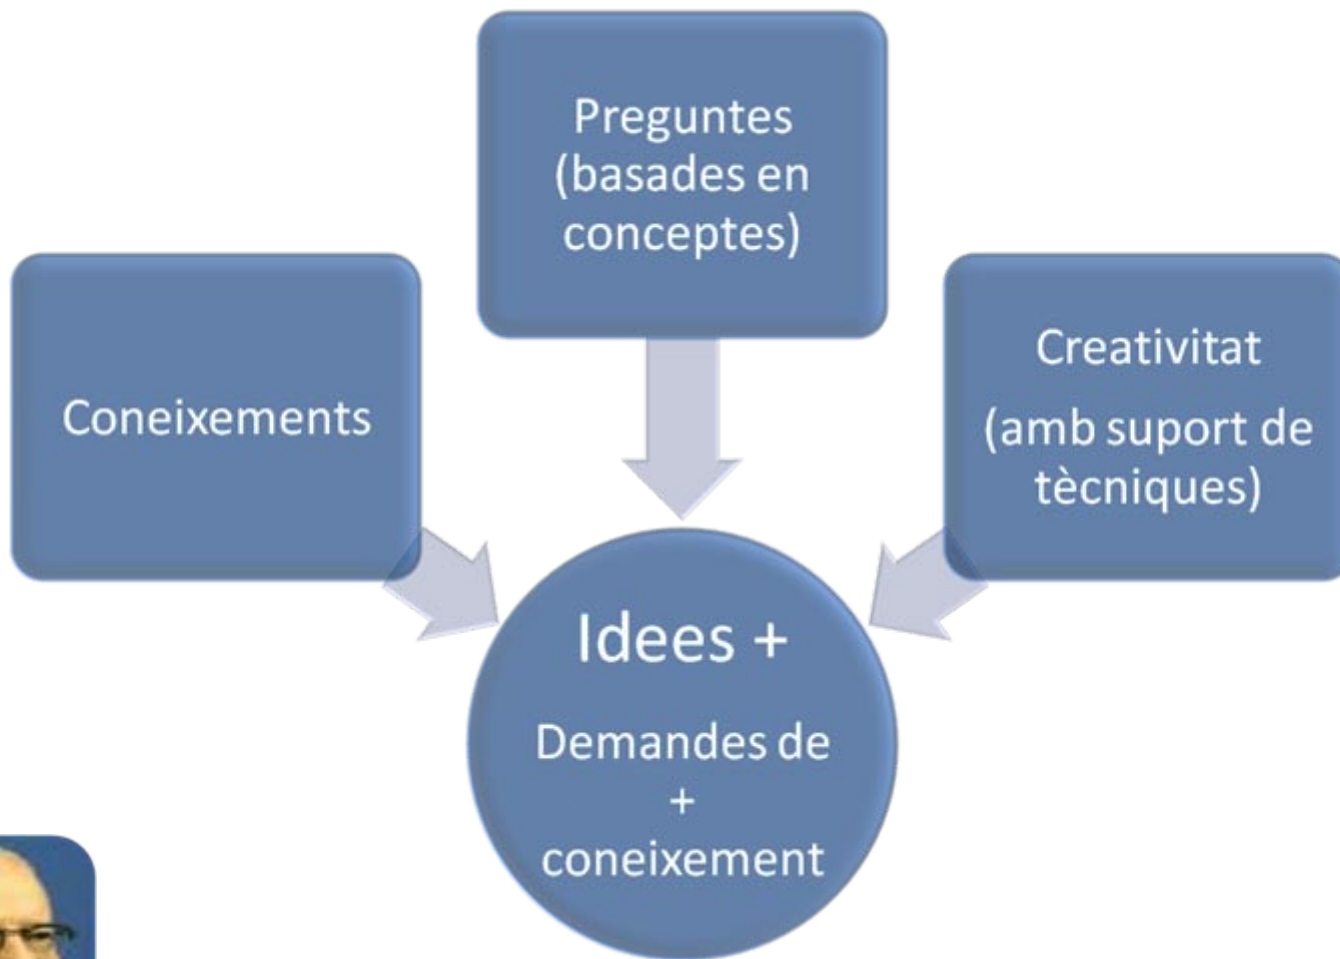 Preguntes
(basades en
conceptes)
Coneixements
Creativitat
(amb suport de
tècniques)
Idees +
Demandes de
+
coneixement